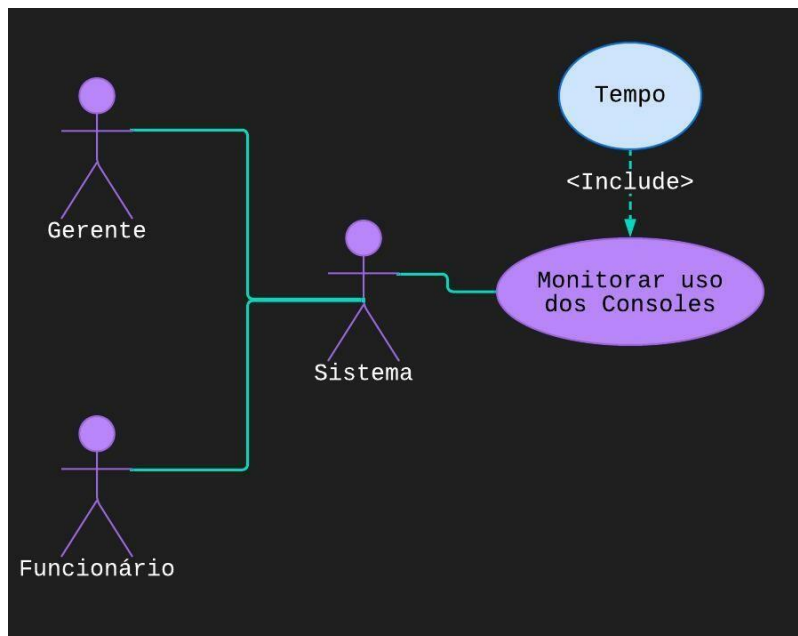 Tempo
<Include>
Gerente
Monitorar uso
dos Consoles
Sistema
Funcionário